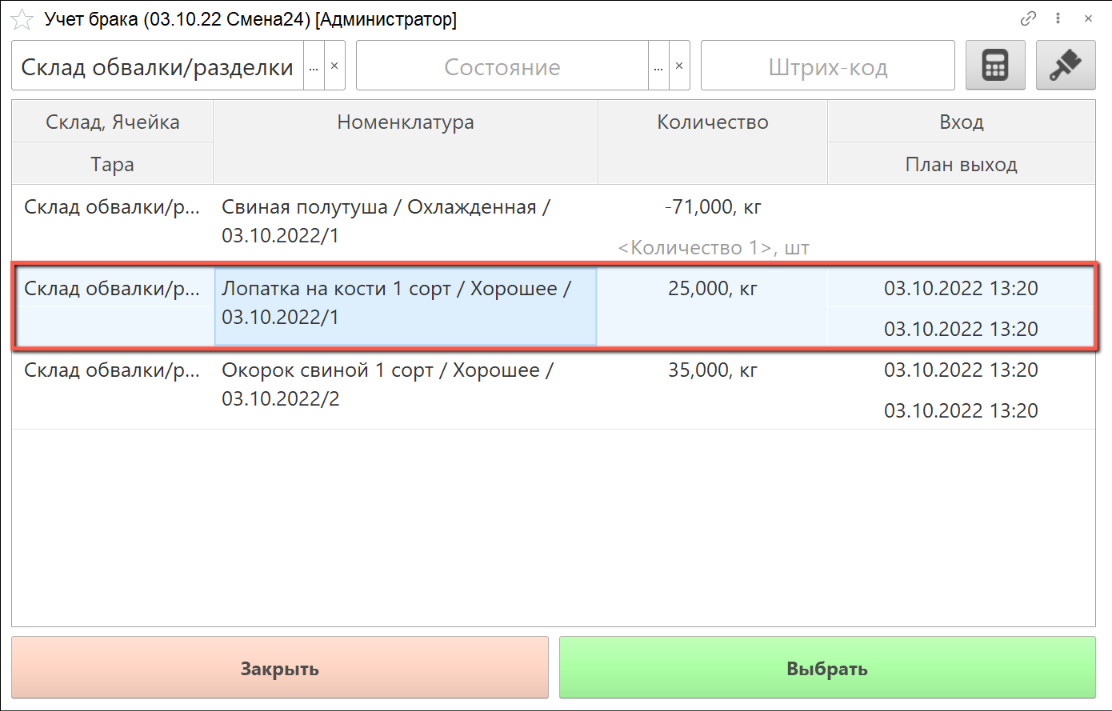 Учет брака (03.10.22 Смена24) [Администратор]
Склад обвалки/разделки ... × Состояние ... × Штрих-код
Склад, Ячейка Номенклатура Количество Вход
Тара План выход
Склад обвалки/р... Свиная полутуша / Охлажденная / -71,000, кг
03.10.2022/1
<Количество 1>, шт
Склад обвалки/р... Лопатка на кости 1 сорт / Хорошее / 25,000, кг 03.10.2022 13:20
03.10.2022/1 03.10.2022 13:20
Склад обвалки/р... Окорок свиной 1 сорт / Хорошее / 35,000, кг 03.10.2022 13:20
03.10.2022/2 03.10.2022 13:20
Закрыть Выбрать